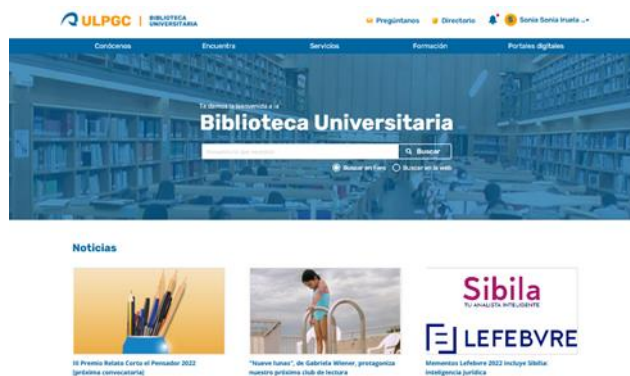 ULPGC
BIBLIOTECA
UNIVERSITARIA
Pregúntanos
Directorio
S
Sonia Sonia Irueta ...
Conócenos
Encuentra
Servicios
Formación
Portales digitales
Te damos la bienvenida a la
Biblioteca Universitaria
Buscar
Buscar en Faro
Buscar en la web
Noticias
Sibila
TU ANALISTA INTELIGENTE
LEFEBVRE
III Premio Relato Corto el Pensador 2022
(próxima convocatoria)
"Nueve lunas", de Gabriela Wiener, protagoniza
nuestro próximo club de lectura
Mementos Lefebvre 2022 incluye Sibila:
inteligencia jurídica